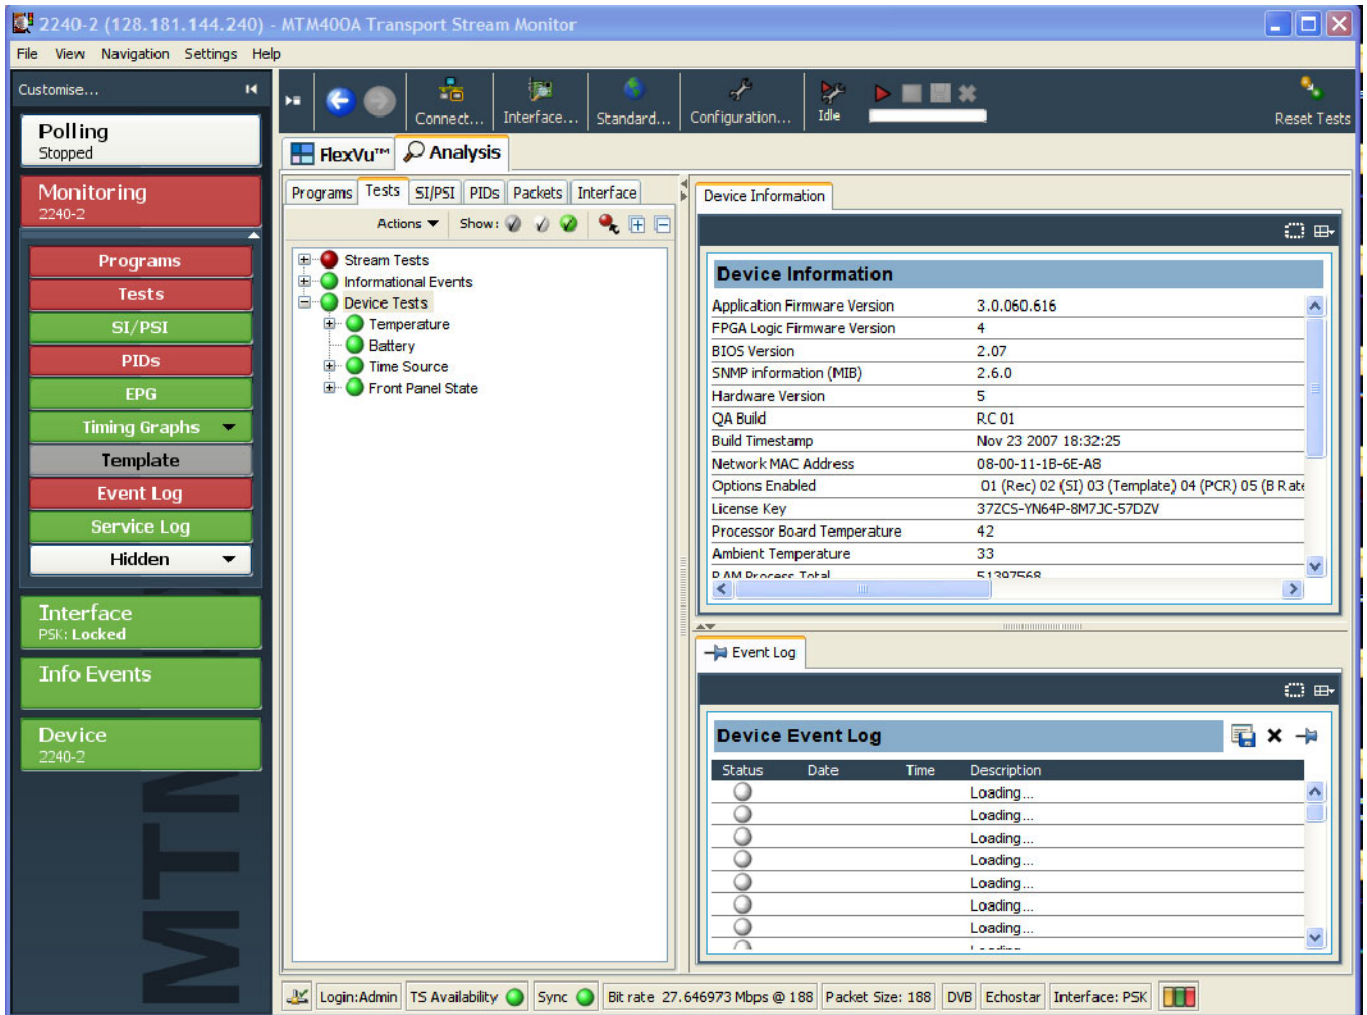 2240-2 (128.181.144.240) - MTM400A Transport Stream Monitor
File View Navigation Settings Help
Customise...
Polling
Stopped
Monitoring
2240-2
Programs
Tests
SI/PSI
PIDs
EPG
Timing Graphs
Template
Event Log
Service Log
Hidden
Interface
PSK: Locked
Info Events
Device
2240-2
MTM
Connect... Interface... Standard... Configuration... Idle Reset Tests
FlexVu™ Analysis
Programs Tests SI/PSI PIDs Packets Interface
Actions Show:
Stream Tests
Informational Events
Device Tests
Temperature
Battery
Time Source
Front Panel State
Device Information
Device Information
Application Firmware Version 3.0.060.616
FPGA Logic Firmware Version 4
BIOS Version 2.07
SNMP information (MIB) 2.6.0
Hardware Version 5
QA Build RC 01
Build Timestamp Nov 23 2007 18:32:25
Network MAC Address 08-00-11-1B-6E-A8
Options Enabled 01 (Rec) 02 (SI) 03 (Template) 04 (PCR) 05 (B Rate
License Key 37ZCS-YN64P-8M7JC-57DZV
Processor Board Temperature 42
Ambient Temperature 33
RAM Process Total 51397568
Event Log
Device Event Log
Status Date Time Description
Loading...
Loading...
Loading...
Loading...
Loading...
Loading...
Loading...
Loading...
Login:Admin TS Availability Sync Bit rate 27.646973 Mbps @ 188 Packet Size: 188 DVB Echostar Interface: PSK